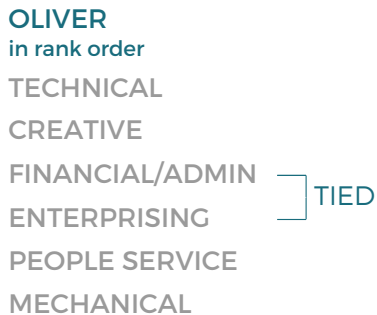 OLIVER
in rank order
TECHNICAL
CREATIVE
FINANCIAL/ADMIN
TIED
ENTERPRISING
PEOPLE SERVICE
MECHANICAL